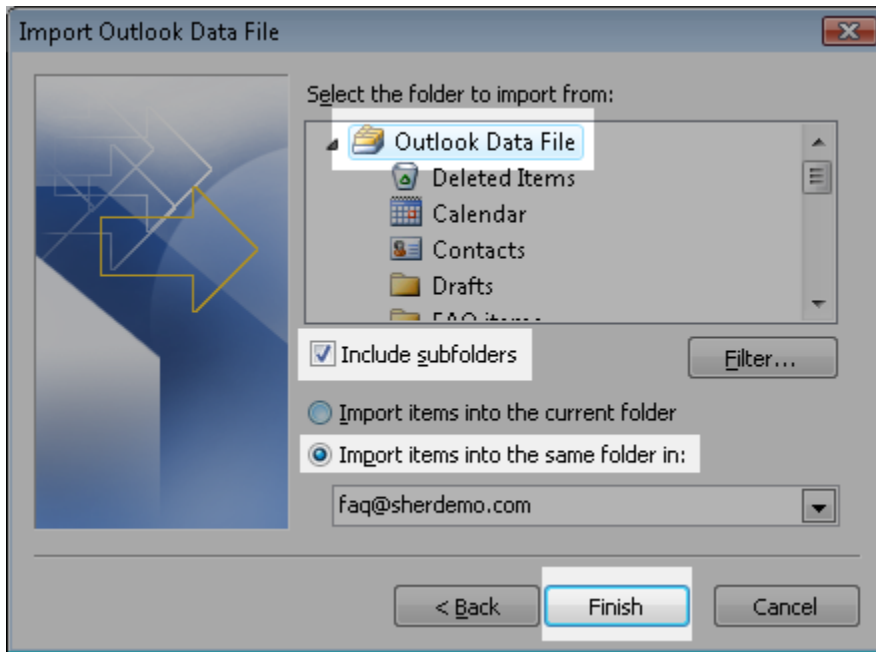 Import Outlook Data File
Select the folder to import from:
Outlook Data File
Deleted Items
Calendar
Contacts
Drafts
FAQ items
Include subfolders
Filter...
Import items into the current folder
Import items into the same folder in:
faq@sherdemo.com
< Back
Finish
Cancel